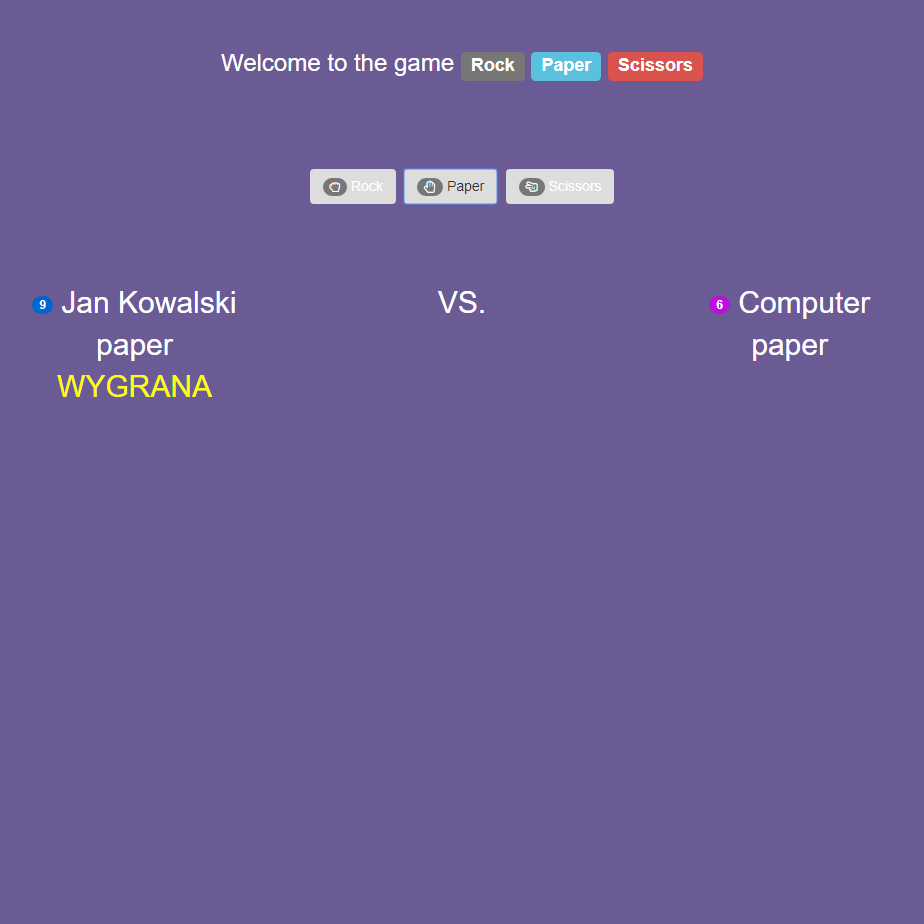 Welcome to the game Rock Paper Scissors
Rock Paper Scissors
9 Jan Kowalski VS. 6 Computer
paper paper
WYGRANA